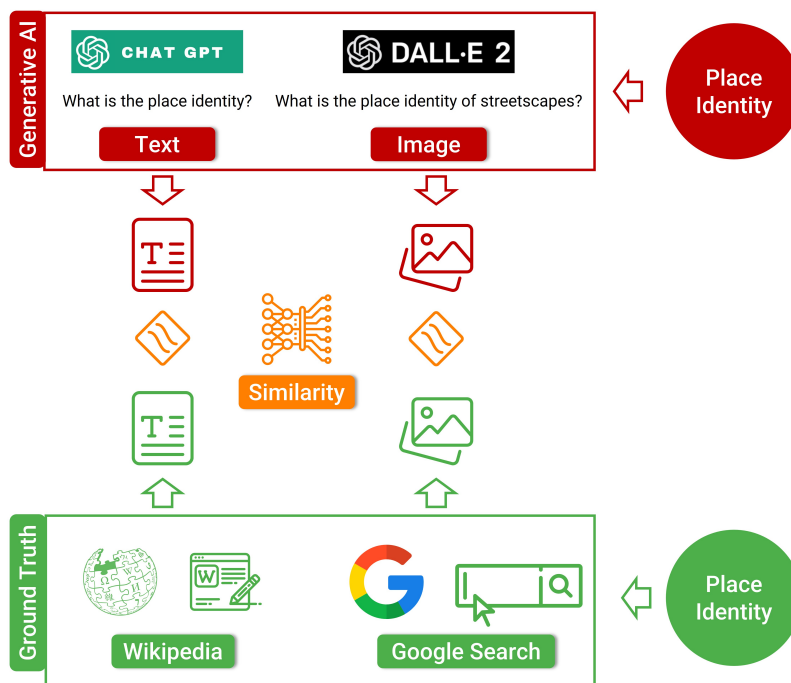 Generative AI
CHAT GPT
DALL·E 2
What is the place identity?
What is the place identity of streetscapes?
Text
Image
Place
Identity
T
T
Similarity
Ground Truth
W
Wikipedia
Google Search
Place
Identity